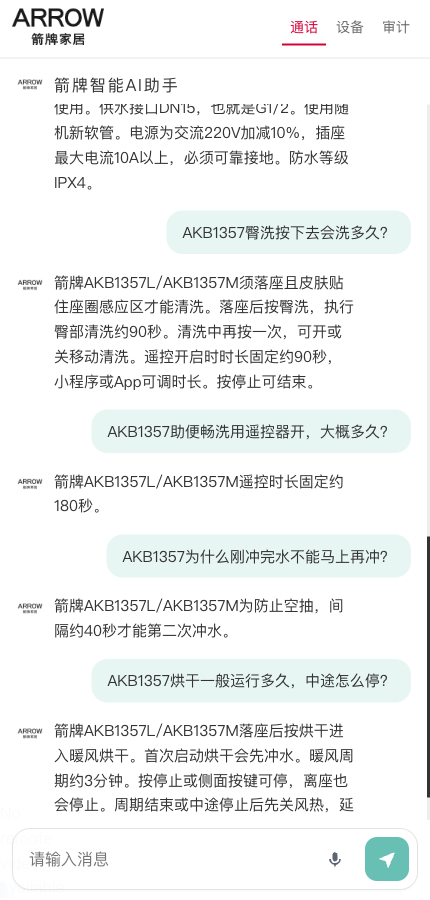 ARROW
箭牌家居
通话
设备
审计
ARROW
箭牌家居
箭牌智能AI助手
使用。供水接口DN15，也就是G1/2。使用随
机新软管。电源为交流220V加减10%，插座
最大电流10A以上，必须可靠接地。防水等级
IPX4。
AKB1357臀洗按下去会洗多久？
ARROW
箭牌家居
箭牌AKB1357L/AKB1357M须落座且皮肤贴
住座圈感应区才能清洗。落座后按臀洗，执行
臀部清洗约90秒。清洗中再按一次，可开或
关移动清洗。遥控开启时时长固定约90秒，
小程序或App可调时长。按停止可结束。
AKB1357助便畅洗用遥控器开，大概多久？
ARROW
箭牌家居
箭牌AKB1357L/AKB1357M遥控时长固定约
180秒。
AKB1357为什么刚冲完水不能马上再冲？
ARROW
箭牌家居
箭牌AKB1357L/AKB1357M为防止空抽，间
隔约40秒才能第二次冲水。
AKB1357烘干一般运行多久，中途怎么停？
ARROW
箭牌家居
箭牌AKB1357L/AKB1357M落座后按烘干进
入暖风烘干。首次启动烘干会先冲水。暖风周
期约3分钟。按停止或侧面按键可停，离座也
会停止。周期结束或中途停止后先关风热，延
请输入消息